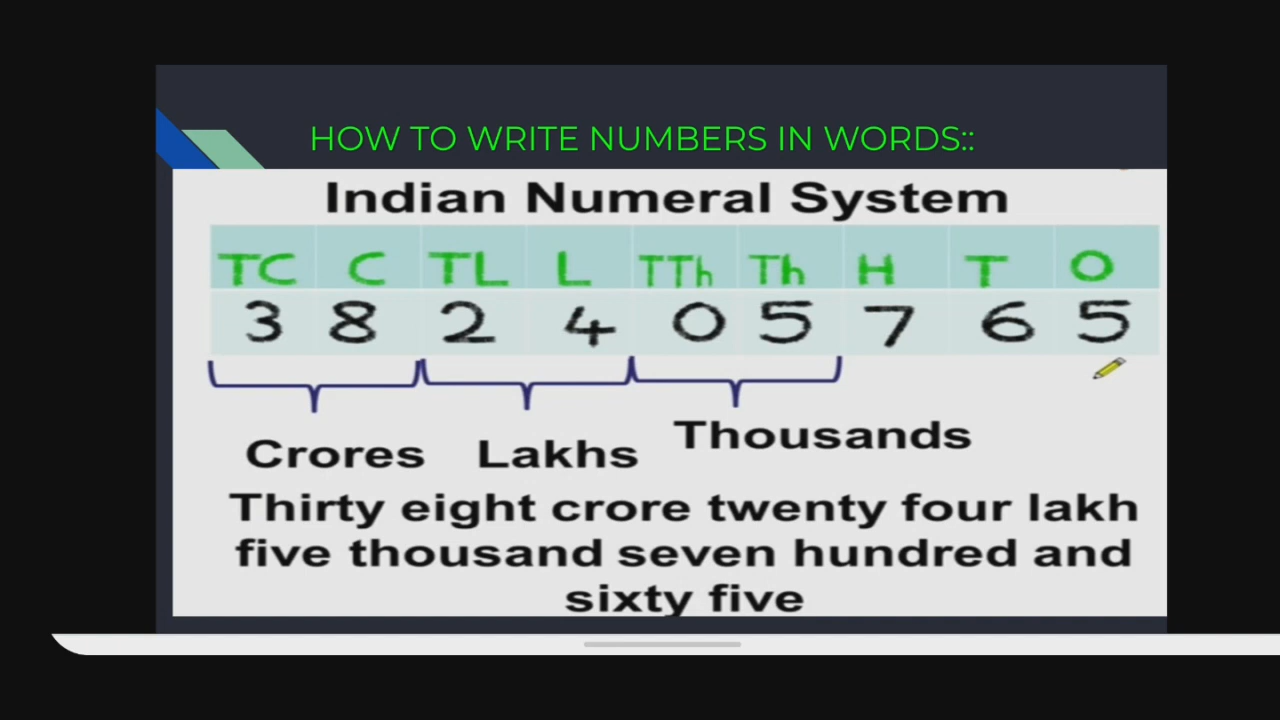 HOW TO WRITE NUMBERS IN WORDS::
Indian Numeral System
TC C TL L TTh Th H T O
3 8 2 4 0 5 7 6 5
Crores Lakhs Thousands
Thirty eight crore twenty four lakh
five thousand seven hundred and
sixty five